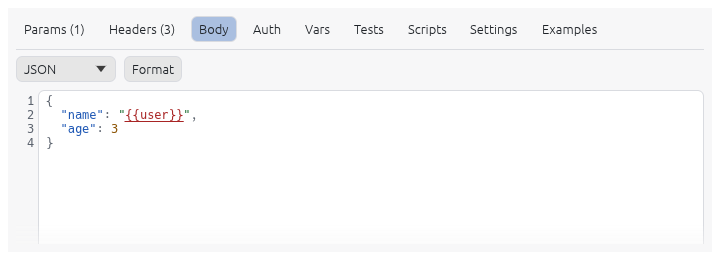 Params (1) Headers (3) Body Auth Vars Tests Scripts Settings Examples
JSON Format
1 {
2   "name": "{{user}}",
3   "age": 3
4 }